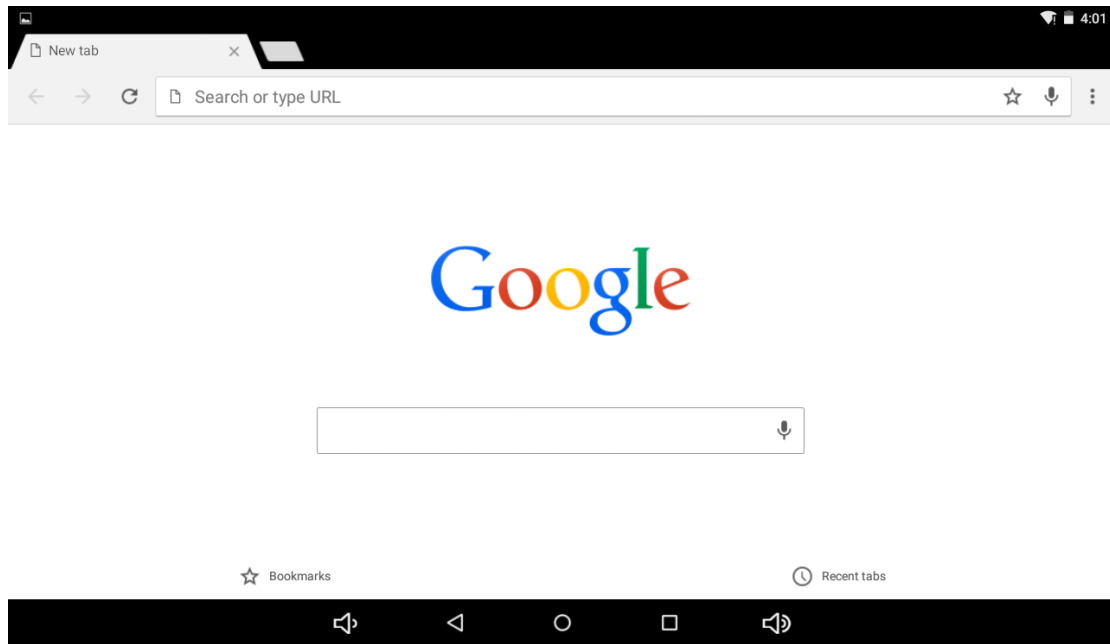 4:01
New tab
Search or type URL
Google
Bookmarks
Recent tabs